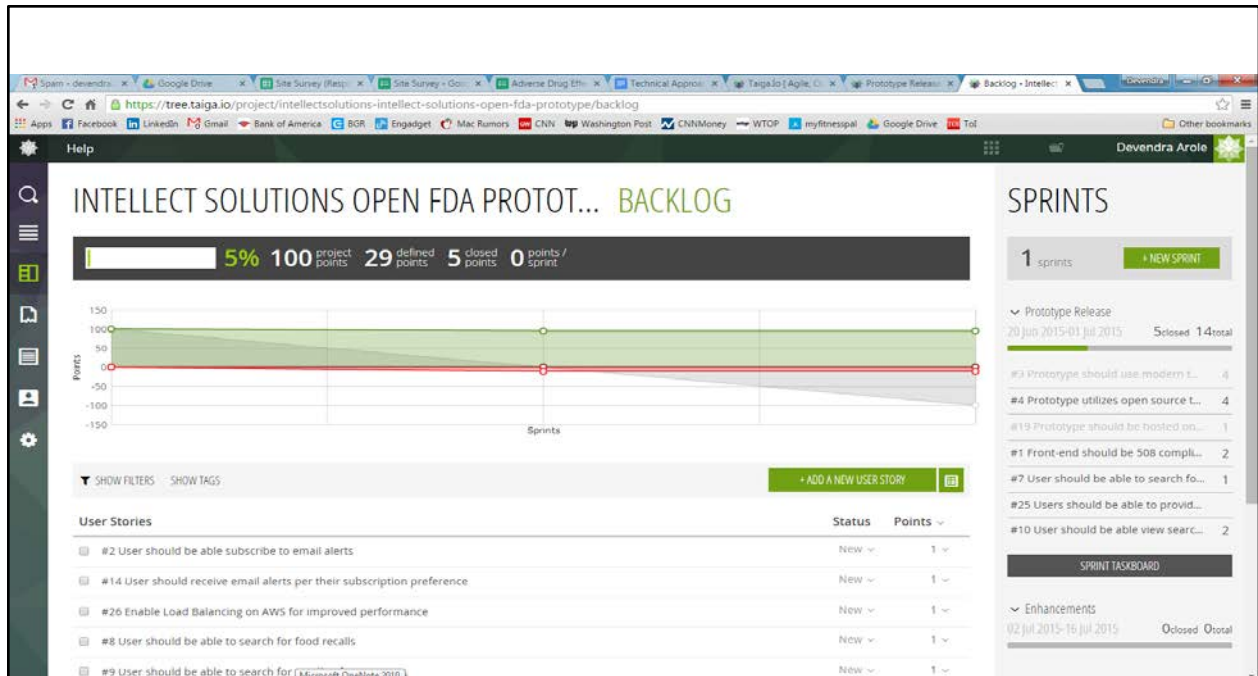 Spam - devendra. Google Drive Site Survey (Resp Site Survey - Goo Adverse Drug Effe Technical Approa Taiga.io [ Agile, O Prototype Release Backlog - Intellect Devendra
https://tree.taiga.io/project/intellectsolutions-intellect-solutions-open-fda-prototype/backlog
Apps Facebook LinkedIn Gmail Bank of America BGR Engadget Mac Rumors CNN Washington Post CNNMoney WTOP myfitnesspal Google Drive ToI Other bookmarks
Help Devendra Arole
INTELLECT SOLUTIONS OPEN FDA PROTOT... BACKLOG
5% 100 project points 29 defined points 5 closed points 0 points / sprint
150
100
50
0
-50
-100
-150
Points
Sprints
SHOW FILTERS SHOW TAGS + ADD A NEW USER STORY
User Stories Status Points
#2 User should be able subscribe to email alerts New 1
#14 User should receive email alerts per their subscription preference New 1
#26 Enable Load Balancing on AWS for improved performance New 1
#8 User should be able to search for food recalls New 1
#9 User should be able to search for New 1
Microsoft OneNote 2010
SPRINTS
1 sprints + NEW SPRINT
Prototype Release
20 Jun 2015-01 Jul 2015 5closed 14total
#3 Prototype should use modern t... 4
#4 Prototype utilizes open source t... 4
#19 Prototype should be hosted on... 1
#1 Front-end should be 508 compli... 2
#7 User should be able to search fo... 1
#25 Users should be able to provid...
#10 User should be able view searc... 2
SPRINT TASKBOARD
Enhancements
02 Jul 2015-16 Jul 2015 0closed 0total